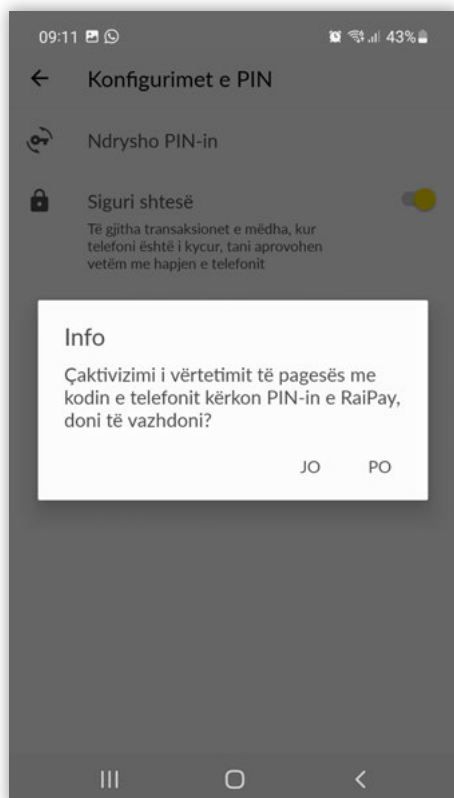 09:11 43%
Konfigurimet e PIN
Ndrysho PIN-in
Siguri shtesë
Të gjitha transaksionet e mëdha, kur
telefoni është i kycur, tani aprovohen
vetëm me hapjen e telefonit
Info
Çaktivizimi i vërtetimit të pagesës me
kodin e telefonit kërkon PIN-in e RaiPay,
doni të vazhdoni?
JO PO